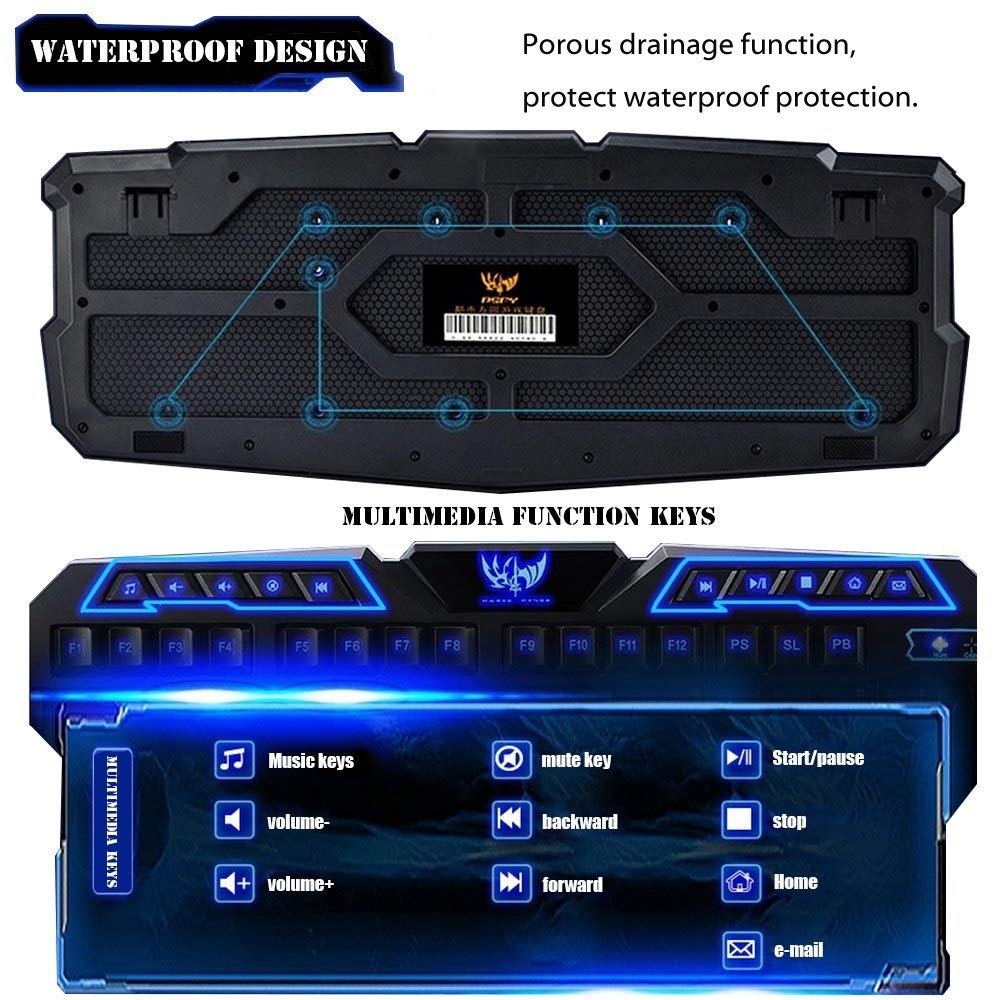 WATERPROOF DESIGN
Porous drainage function,
protect waterproof protection.
MULTIMEDIA FUNCTION KEYS
F1 F2 F3 F4 F5 F6 F7 F8 F9 F10 F11 F12 PS SL PB
MULTIMEDIA KEYS
Music keys
mute key
Start/pause
volume-
backward
stop
volume+
forward
Home
e-mail